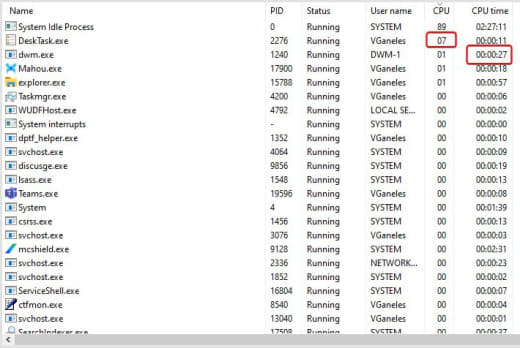 Name PID Status User name CPU CPU time
System Idle Process 0 Running SYSTEM 89 02:27:11
DeskTask.exe 2276 Running VGaneles 07 00:00:11
dwm.exe 1240 Running DWM-1 01 00:00:27
Mahou.exe 17900 Running VGaneles 01 00:00:18
explorer.exe 15788 Running VGaneles 01 00:00:57
Taskmgr.exe 4200 Running VGaneles 00 00:00:06
WUDFHost.exe 4792 Running LOCAL SE... 00 00:00:02
System interrupts - Running SYSTEM 00 00:00:00
dptf_helper.exe 1352 Running VGaneles 00 00:00:10
svchost.exe 4064 Running SYSTEM 00 00:00:09
discusge.exe 9856 Running SYSTEM 00 00:00:19
lsass.exe 1548 Running SYSTEM 00 00:00:13
Teams.exe 19596 Running VGaneles 00 00:00:08
System 4 Running SYSTEM 00 00:01:39
csrss.exe 1456 Running SYSTEM 00 00:00:13
svchost.exe 3076 Running VGaneles 00 00:00:03
mcshield.exe 9128 Running SYSTEM 00 00:02:31
svchost.exe 2336 Running NETWORK... 00 00:00:23
svchost.exe 1852 Running SYSTEM 00 00:00:02
ServiceShell.exe 16804 Running SYSTEM 00 00:00:07
ctfmon.exe 8540 Running VGaneles 00 00:00:04
svchost.exe 13040 Running VGaneles 00 00:00:01
SearchIndexer.exe 17508 Running SYSTEM 00 00:00:37